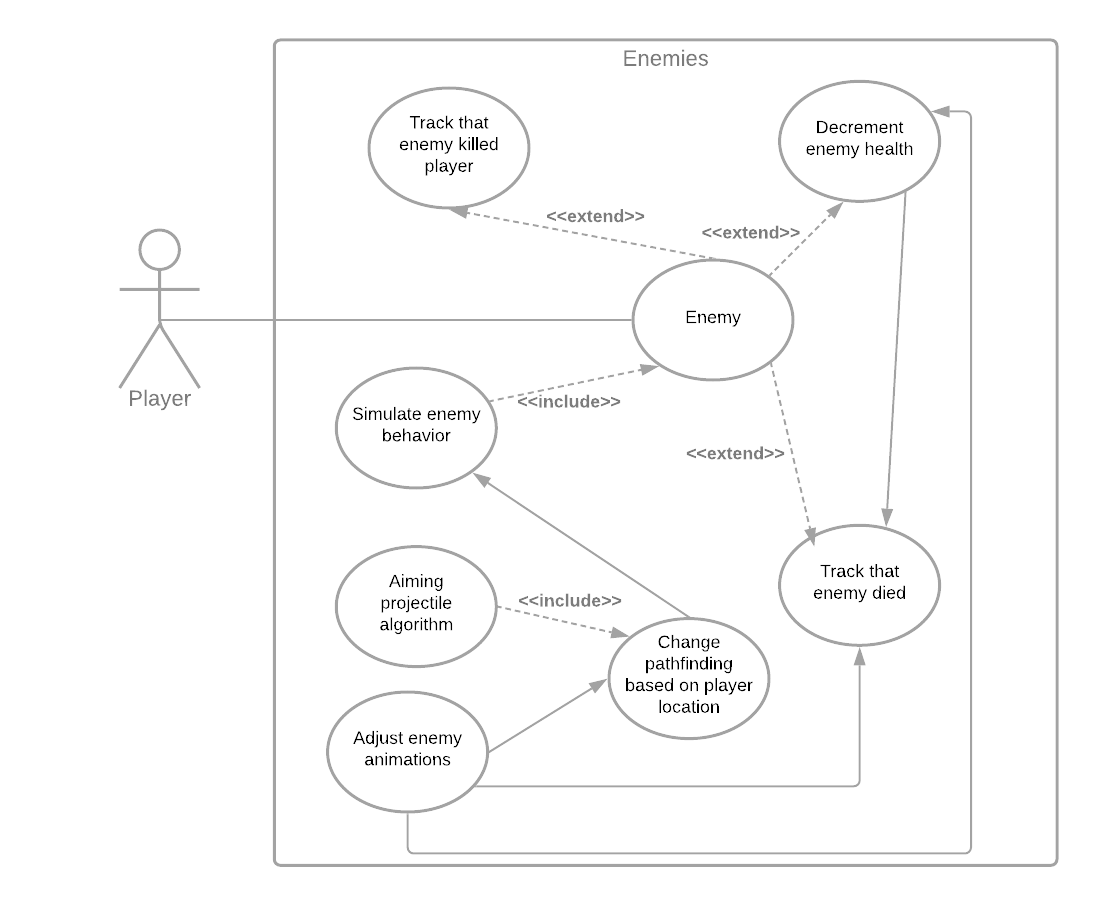 Enemies
Track that
enemy killed
player
Decrement
enemy health
<<extend>>
<<extend>>
Enemy
Player
<<include>>
Simulate enemy
behavior
<<extend>>
Track that
enemy died
Aiming
projectile
algorithm
<<include>>
Change
pathfinding
based on player
location
Adjust enemy
animations